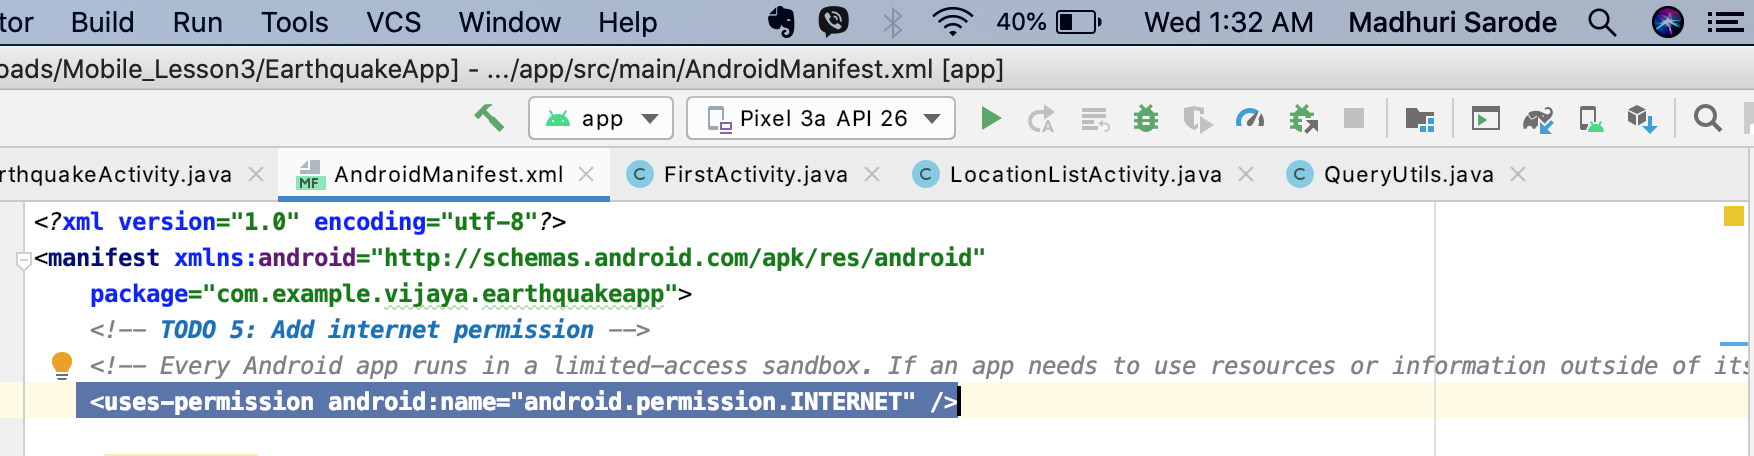 tor Build Run Tools VCS Window Help 40% Wed 1:32 AM Madhuri Sarode
oads/Mobile_Lesson3/EarthquakeApp] - .../app/src/main/AndroidManifest.xml [app]
app Pixel 3a API 26
rthquakeActivity.java MF AndroidManifest.xml C FirstActivity.java C LocationListActivity.java C QueryUtils.java
<?xml version="1.0" encoding="utf-8"?>
<manifest xmlns:android="http://schemas.android.com/apk/res/android"
package="com.example.vijaya.earthquakeapp">
<!-- TODO 5: Add internet permission -->
<!-- Every Android app runs in a limited-access sandbox. If an app needs to use resources or information outside of its
<uses-permission android:name="android.permission.INTERNET" />